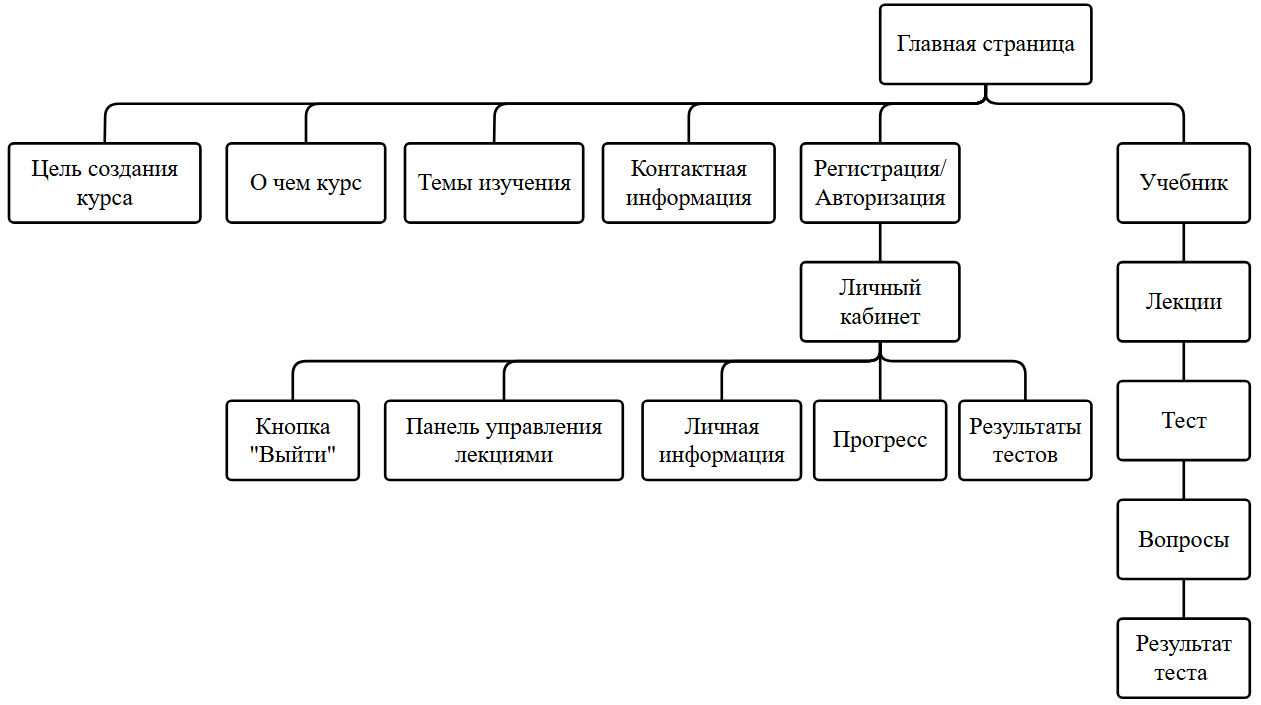 Главная страница
Цель создания
курса
О чем курс
Темы изучения
Контактная
информация
Регистрация/
Авторизация
Учебник
Личный
кабинет
Лекции
Кнопка
"Выйти"
Панель управления
лекциями
Личная
информация
Прогресс
Результаты
тестов
Тест
Вопросы
Результат
теста